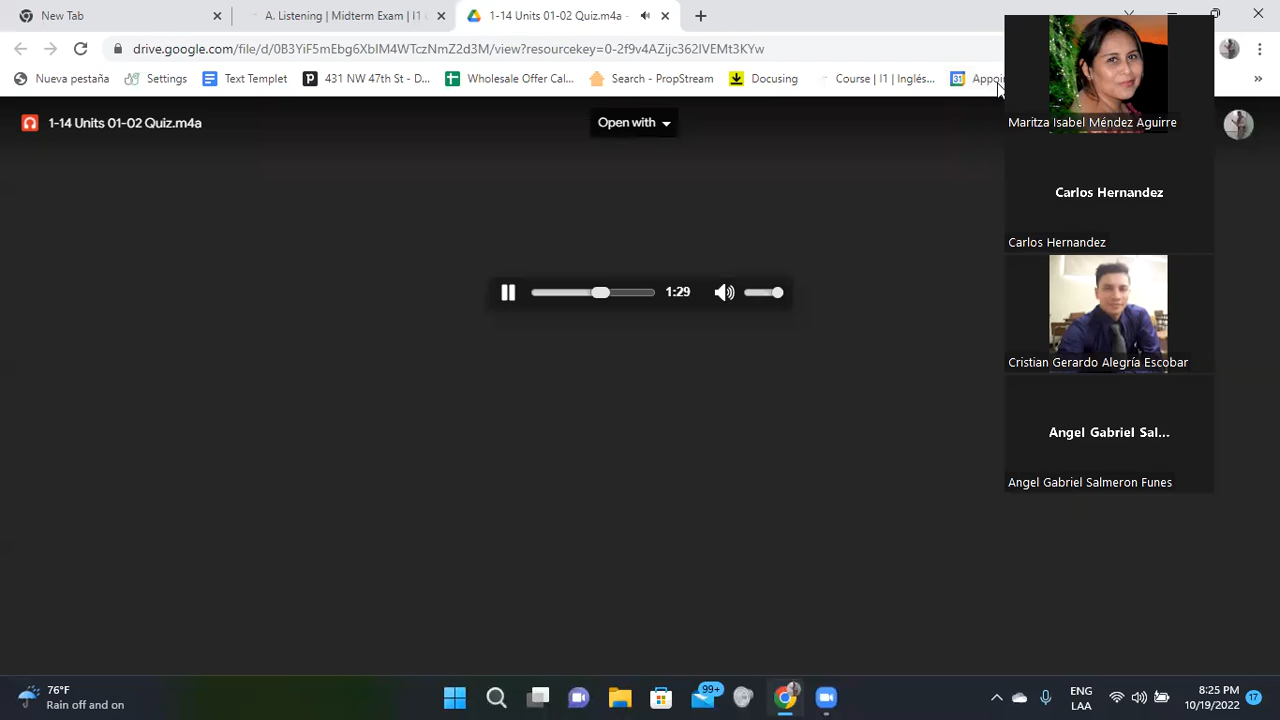 New Tab
A. Listening | Midterm Exam | I1
1-14 Units 01-02 Quiz.m4a -
drive.google.com/file/d/0B3YiF5mEbg6XblM4WTczNmZ2d3M/view?resourcekey=0-2f9v4AZijc362IVEMt3KYw
Nueva pestaña
Settings
Text Templet
431 NW 47th St - D...
Wholesale Offer Cal...
Search - PropStream
Docusing
Course | I1 | Inglés...
31
1-14 Units 01-02 Quiz.m4a
Open with
Maritza Isabel Méndez Aguirre
Carlos Hernandez
Carlos Hernandez
1:29
Cristian Gerardo Alegría Escobar
Angel Gabriel Sal...
Angel Gabriel Salmeron Funes
76°F
Rain off and on
99+
ENG
LAA
8:25 PM
10/19/2022
17